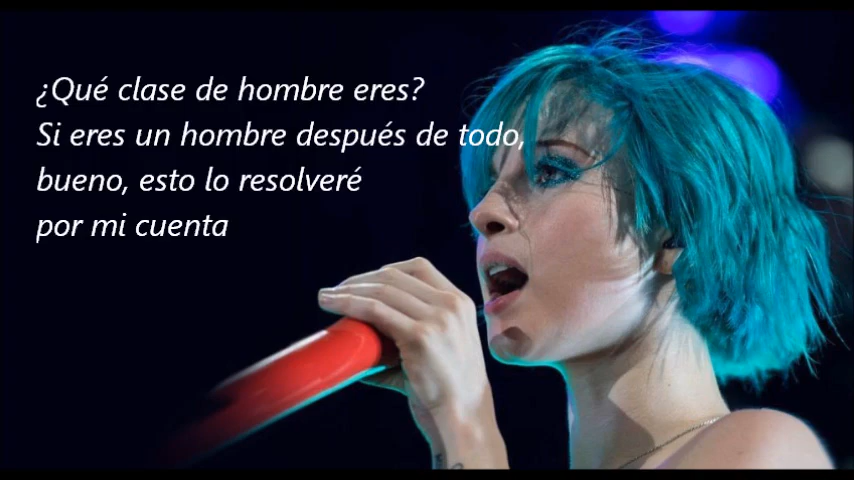 ¿Qué clase de hombre eres?
Si eres un hombre después de todo,
bueno, esto lo resolveré
por mi cuenta